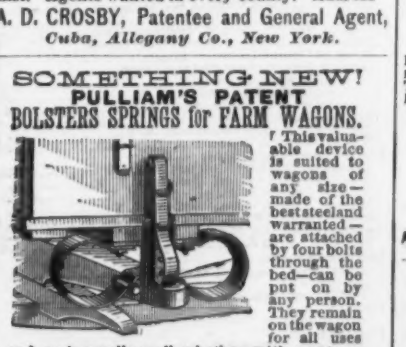 A. D. CROSBY, Patentee and General Agent,
Cuba, Allegany Co., New York.
SOMETHING NEW!
PULLIAM'S PATENT
BOLSTERS SPRINGS for FARM WAGONS.
This valua-
able device
is suited to
wagons of
any size—
made of the
best steel and
warranted—
are attached
by four bolts
through the
bed—can be
put on by
any person.
They remain
on the wagon
for all uses